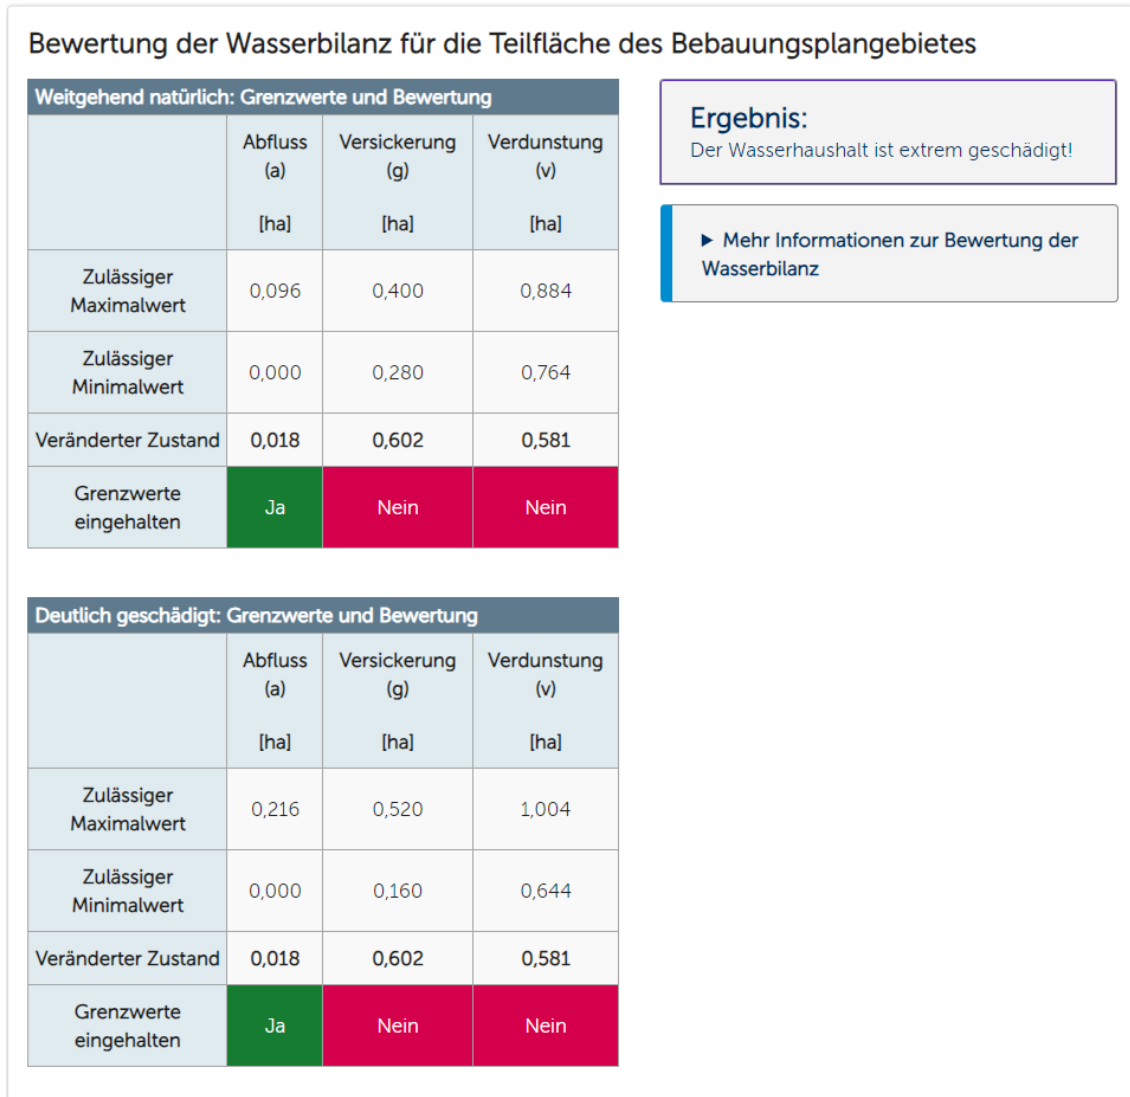 Bewertung der Wasserbilanz für die Teilfläche des Bebauungsplangebietes
Weitgehend natürlich: Grenzwerte und Bewertung
Abfluss (a) [ha] Versickerung (g) [ha] Verdunstung (v) [ha]
Zulässiger Maximalwert 0,096 0,400 0,884
Zulässiger Minimalwert 0,000 0,280 0,764
Veränderter Zustand 0,018 0,602 0,581
Grenzwerte eingehalten Ja Nein Nein
Ergebnis:
Der Wasserhaushalt ist extrem geschädigt!
▶ Mehr Informationen zur Bewertung der
Wasserbilanz
Deutlich geschädigt: Grenzwerte und Bewertung
Abfluss (a) [ha] Versickerung (g) [ha] Verdunstung (v) [ha]
Zulässiger Maximalwert 0,216 0,520 1,004
Zulässiger Minimalwert 0,000 0,160 0,644
Veränderter Zustand 0,018 0,602 0,581
Grenzwerte eingehalten Ja Nein Nein